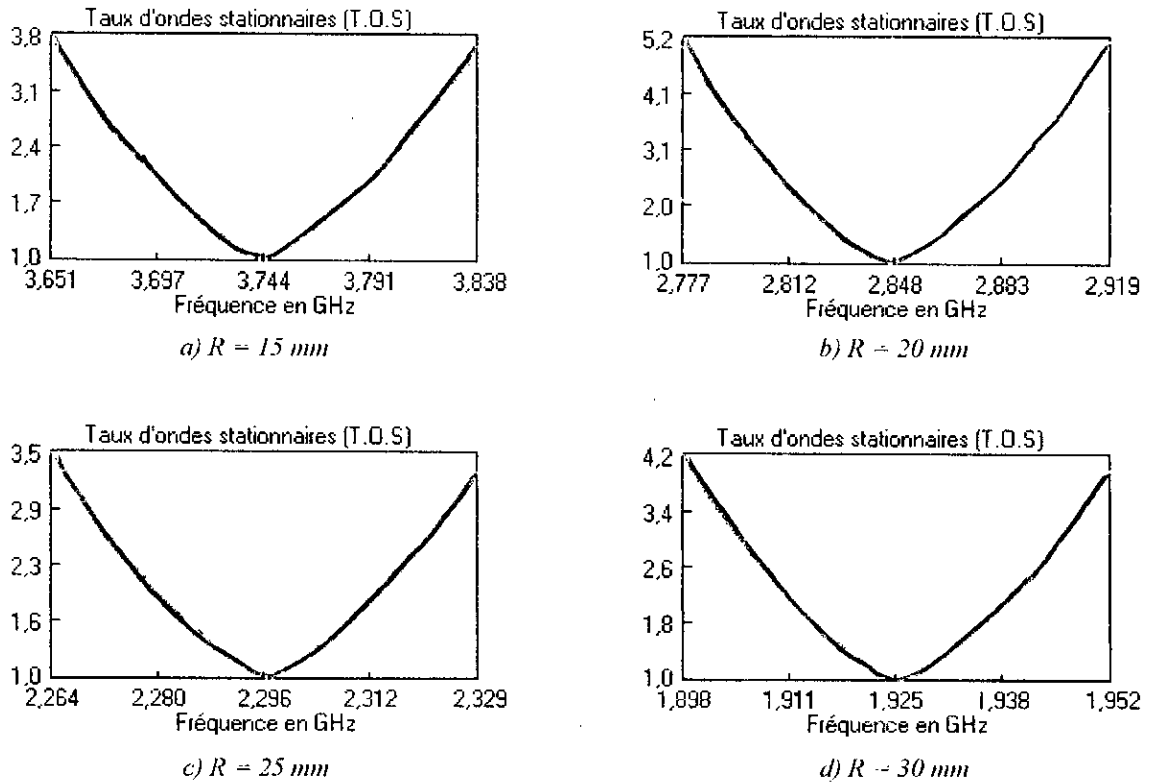 Taux d'ondes stationnaires (T.O.S)
3,8
3,1
2,4
1,7
1,0
3,651 3,697 3,744 3,791 3,838
Fréquence en GHz
a) R = 15 mm
Taux d'ondes stationnaires (T.O.S)
5,2
4,1
3,1
2,0
1,0
2,777 2,812 2,848 2,883 2,919
Fréquence en GHz
b) R = 20 mm
Taux d'ondes stationnaires (T.O.S)
3,5
2,9
2,3
1,6
1,0
2,264 2,280 2,296 2,312 2,329
Fréquence en GHz
c) R = 25 mm
Taux d'ondes stationnaires (T.O.S)
4,2
3,4
2,6
1,8
1,0
1,898 1,911 1,925 1,938 1,952
Fréquence en GHz
d) R = 30 mm